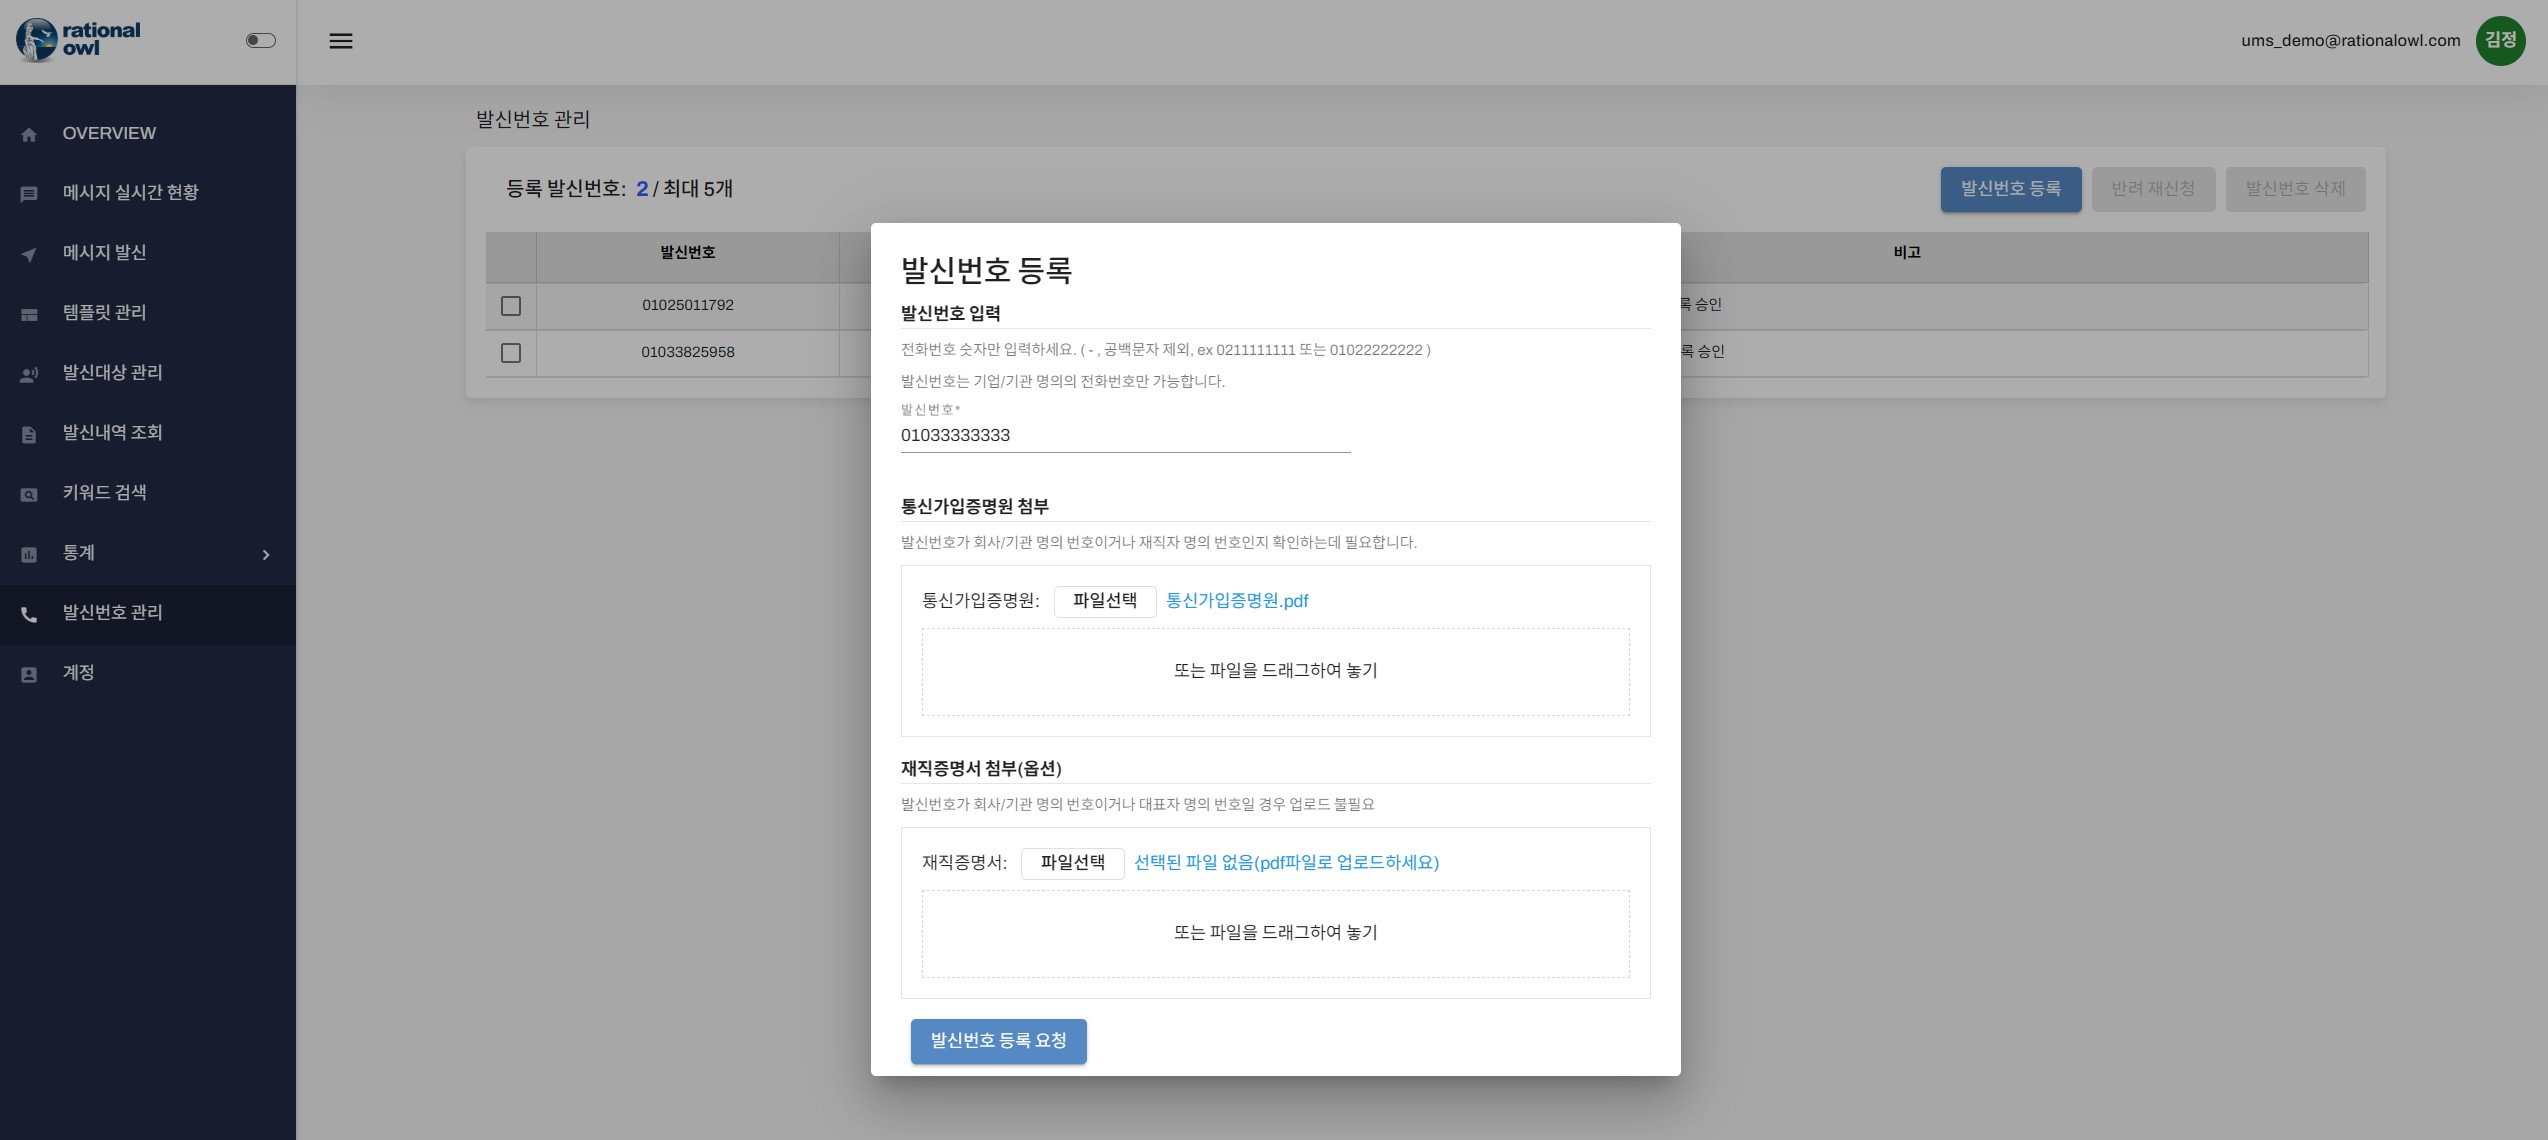 rational
owl
ums_demo@rationalowl.com
김정
OVERVIEW
메시지 실시간 현황
메시지 발신
템플릿 관리
발신대상 관리
발신내역 조회
키워드 검색
통계
발신번호 관리
계정
발신번호 관리
등록 발신번호: 2 / 최대 5개
발신번호 등록
반려 재신청
발신번호 삭제
발신번호
비고
01025011792
록 승인
01033825958
록 승인
발신번호 등록
발신번호 입력
전화번호 숫자만 입력하세요. ( - , 공백문자 제외, ex 0211111111 또는 01022222222 )
발신번호는 기업/기관 명의의 전화번호만 가능합니다.
발신번호*
01033333333
통신가입증명원 첨부
발신번호가 회사/기관 명의 번호이거나 재직자 명의 번호인지 확인하는데 필요합니다.
통신가입증명원: 파일선택 통신가입증명원.pdf
또는 파일을 드래그하여 놓기
재직증명서 첨부(옵션)
발신번호가 회사/기관 명의 번호이거나 대표자 명의 번호일 경우 업로드 불필요
재직증명서: 파일선택 선택된 파일 없음(pdf파일로 업로드하세요)
또는 파일을 드래그하여 놓기
발신번호 등록 요청